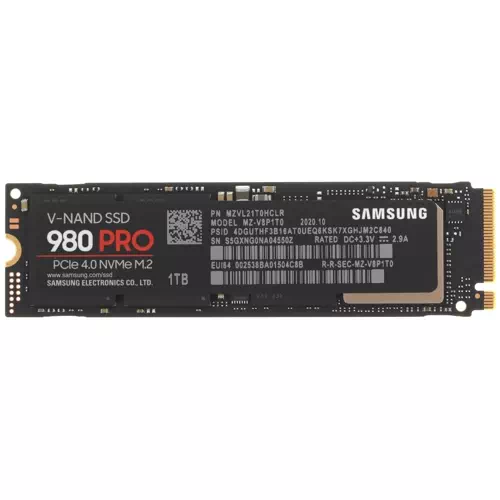 V-NAND SSD
980 PRO
PCIe 4.0 NVMe M.2
www.samsung.com/ssd
SAMSUNG ELECTRONICS CO., LTD.
1TB
PN MZVL21T0HCLR
MODEL MZ-V8P1T0 2020.10
PSID 4DGUTHF3B16AT0UEQ6KSK7XGHJM2C840
SN S5GXNG0NA04550Z RATED DC+3.3V ⎓ 2.9A
EUI64 002538BA01504C8B R-R-SEC-MZ-V8P1T0
SAMSUNG